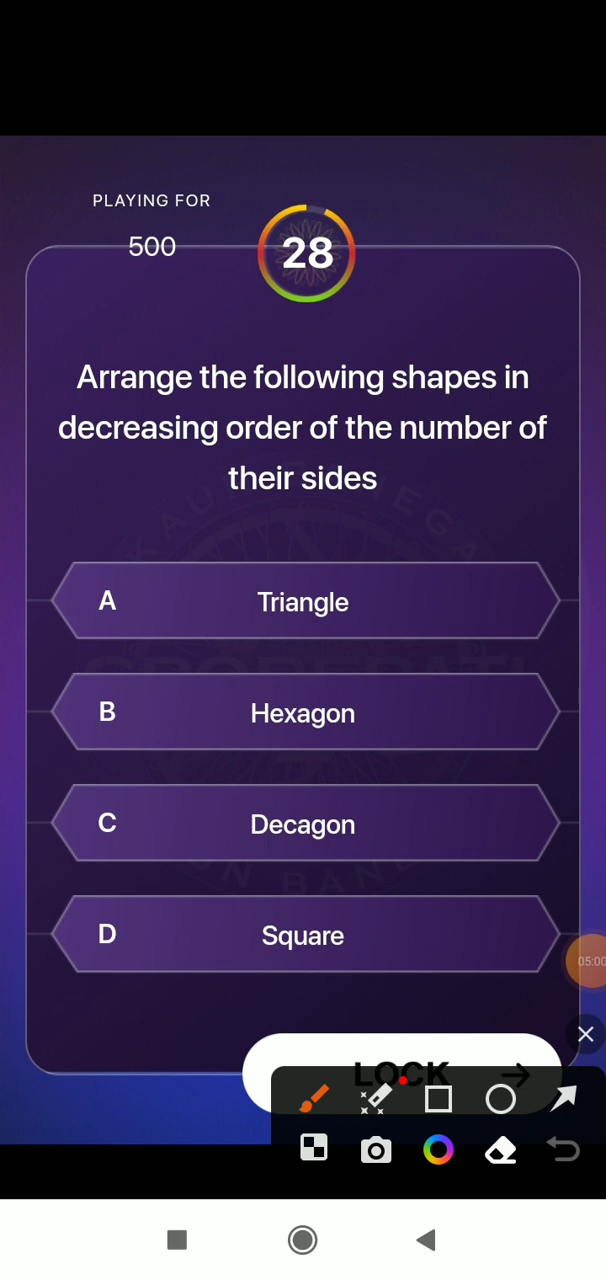 PLAYING FOR
500
28
Arrange the following shapes in
decreasing order of the number of
their sides
A Triangle
B Hexagon
C Decagon
D Square
05:00
LOCK